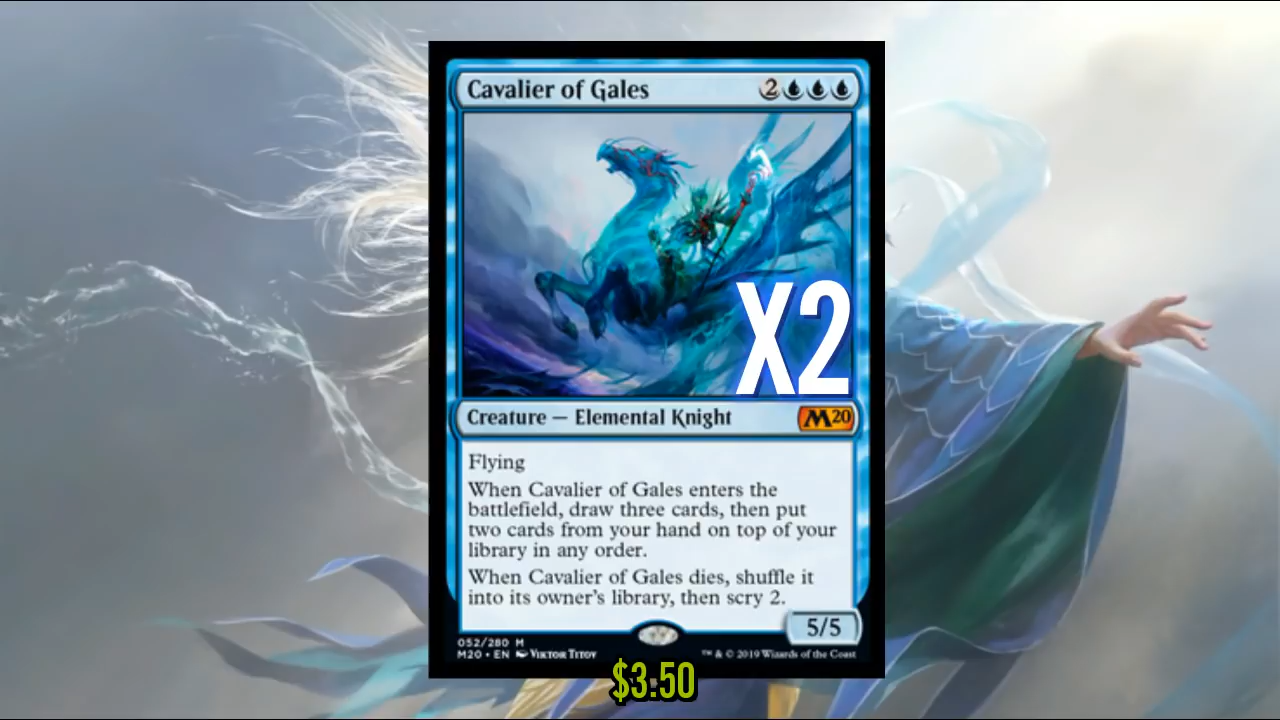 Cavalier of Gales 2
X2
Creature — Elemental Knight M20
Flying
When Cavalier of Gales enters the
battlefield, draw three cards, then put
two cards from your hand on top of your
library in any order.
When Cavalier of Gales dies, shuffle it
into its owner's library, then scry 2.
5/5
052/280 M
M20 • EN Viktor Titov
™ & © 2019 Wizards of the Coast
$3.50